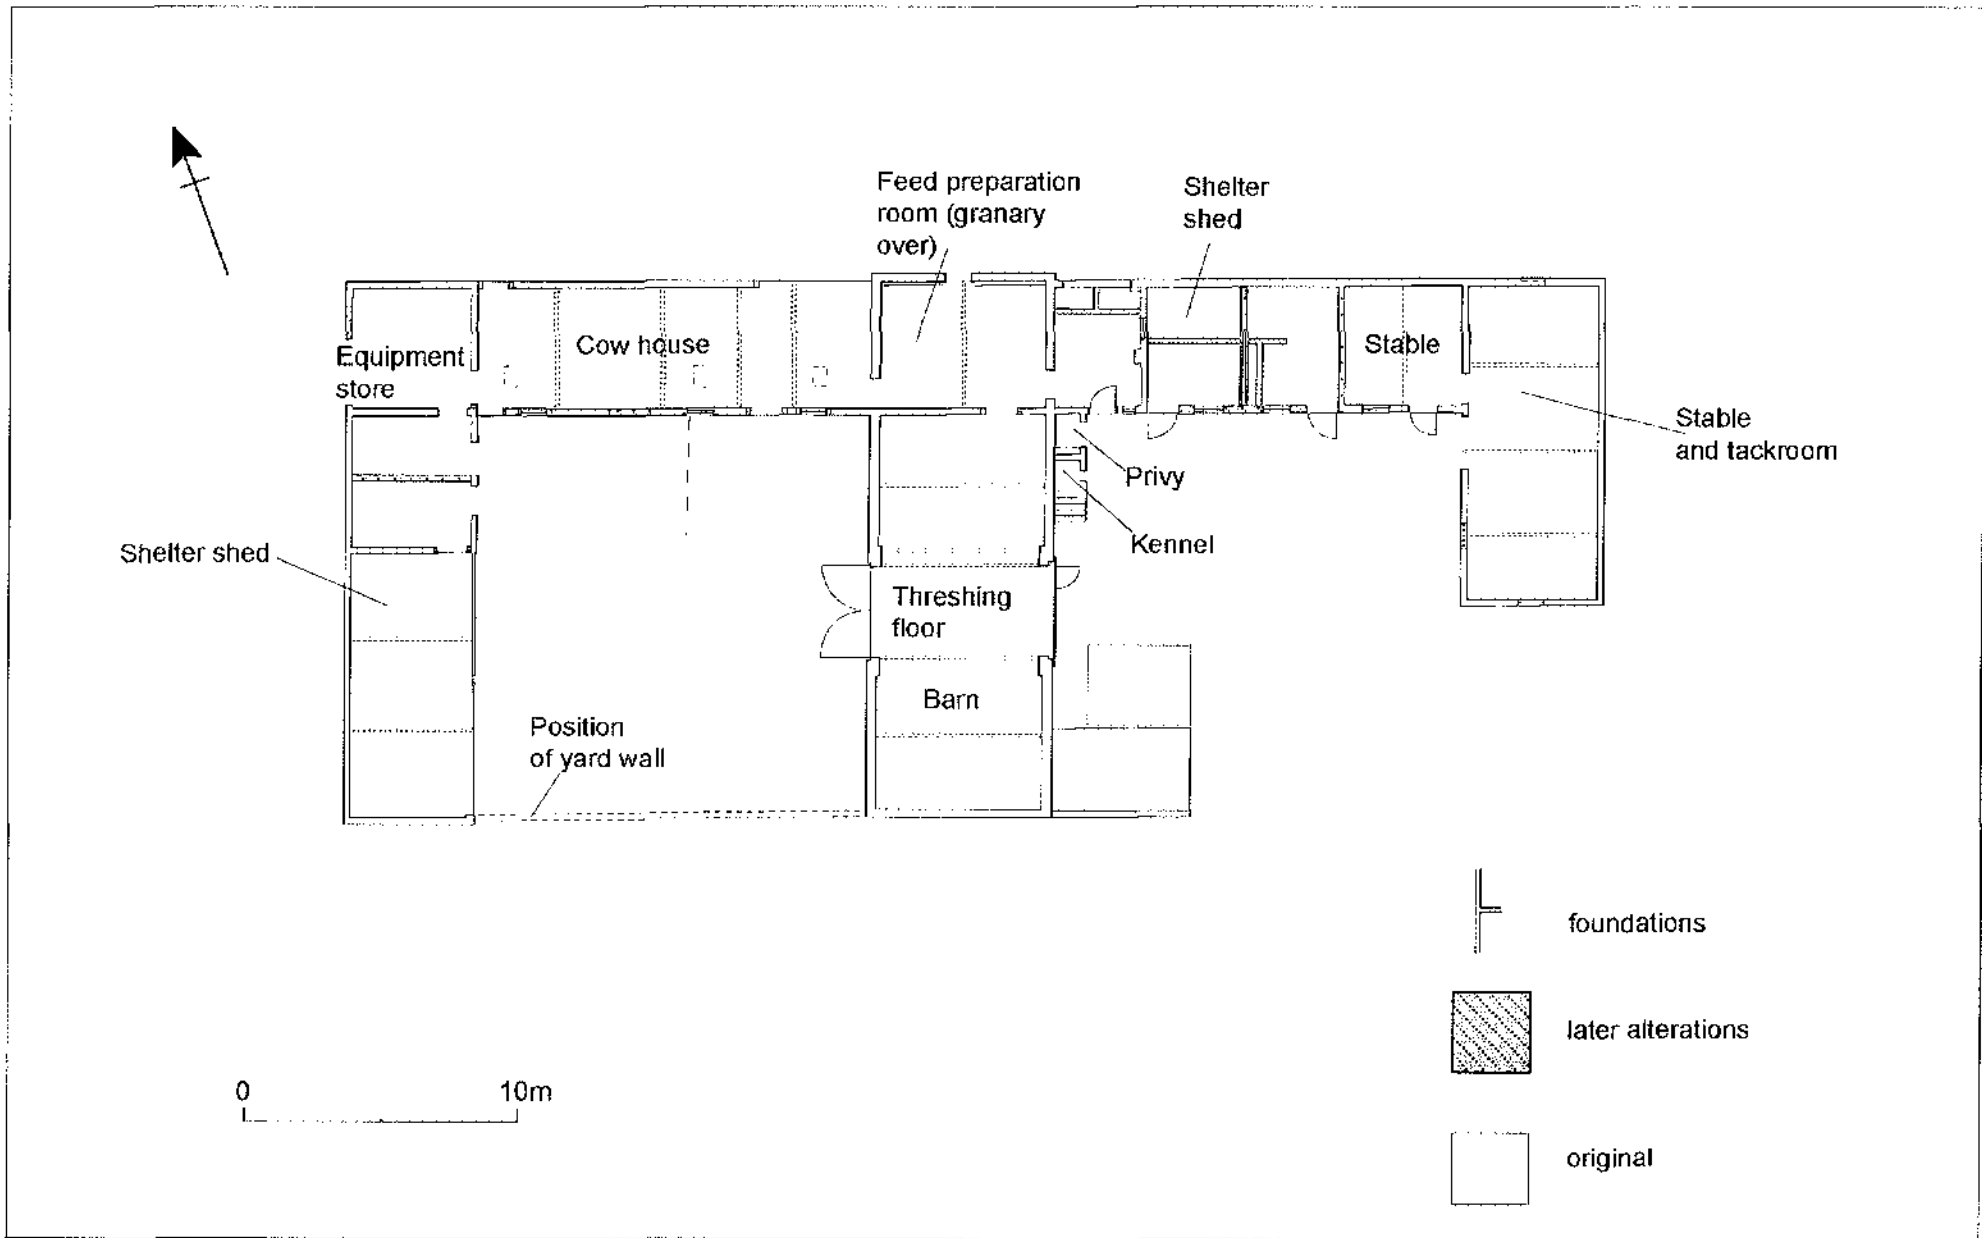 Feed preparation
room (granary
over)
Shelter
shed
Equipment
store
Cow house
Stable
Stable
and tackroom
Privy
Kennel
Shelter shed
Threshing
floor
Barn
Position
of yard wall
foundations
later alterations
original
0 10m